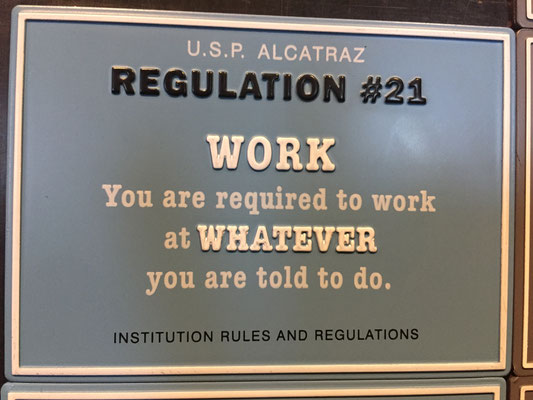 U.S.P. ALCATRAZ
REGULATION #21
WORK
You are required to work
at WHATEVER
you are told to do.
INSTITUTION RULES AND REGULATIONS